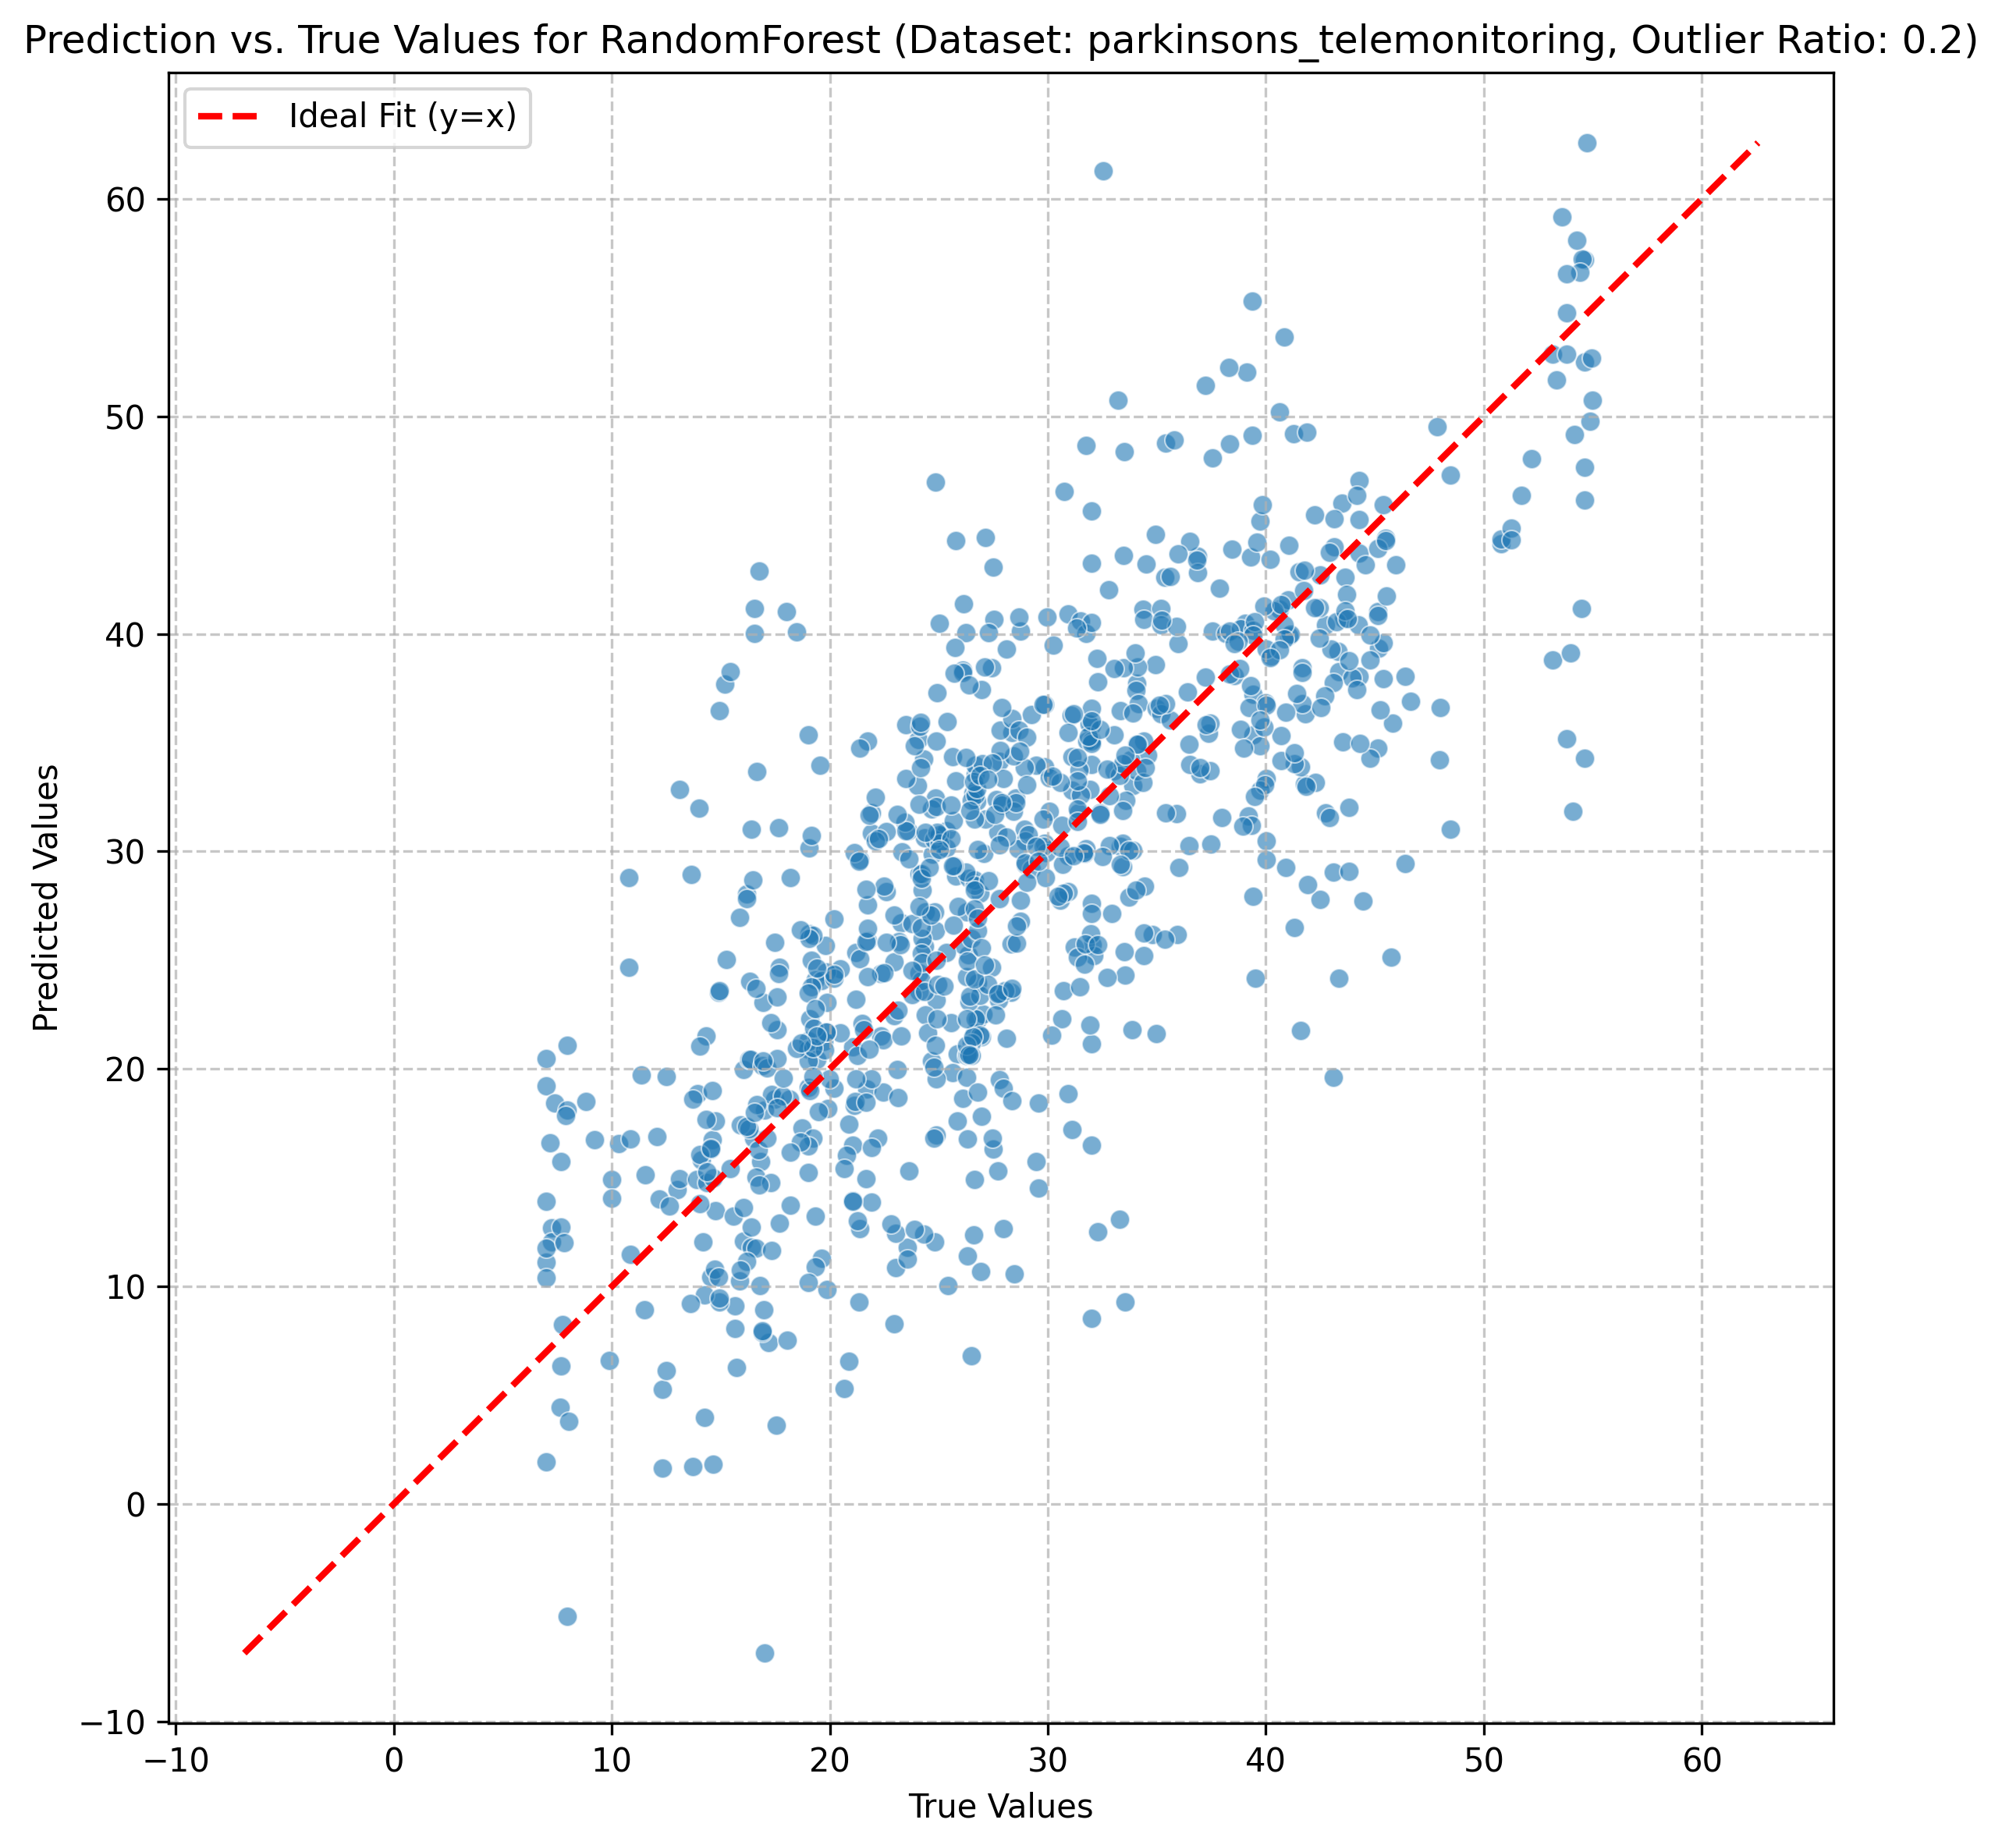 Prediction vs. True Values for RandomForest (Dataset: parkinsons_telemonitoring, Outlier Ratio: 0.2)
Ideal Fit (y=x)
60
50
40
30
20
10
0
−10
Predicted Values
−10 0 10 20 30 40 50 60
True Values